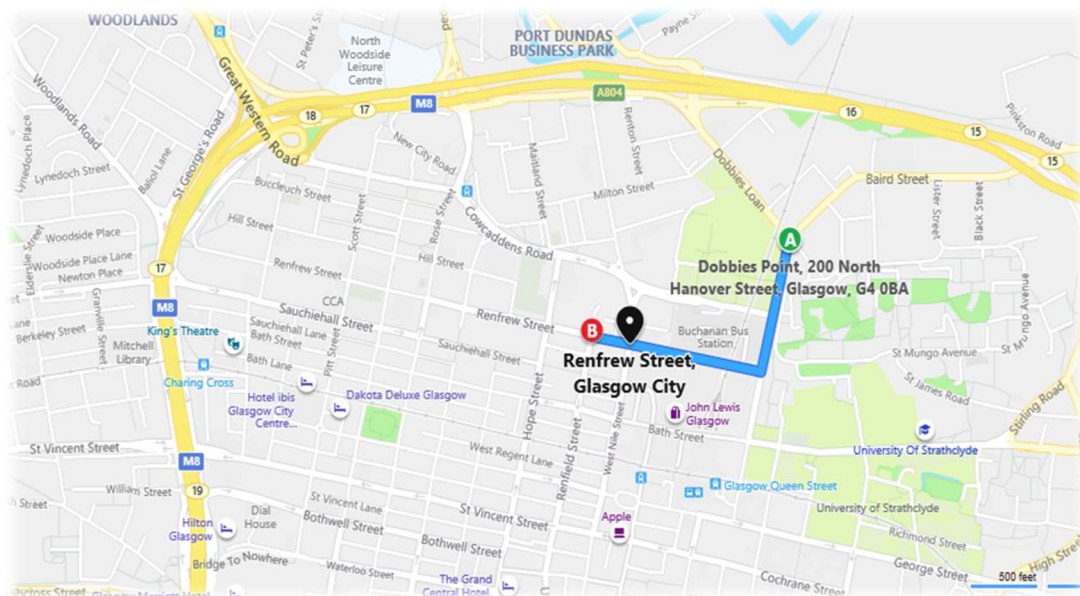 WOODLANDS
PORT DUNDAS
BUSINESS PARK
Payne Street
St Peter's St
North
Woodside
Leisure
Centre
M8
A804
18
17
16
15
15
Great Western Road
Woodlands Road
Lynedoch Place
Lynedoch Street
Baliol Lane
St George's Road
New City Road
Maitland Street
Renton Street
Milton Street
Dobbies Loan
Baird Street
Lister Street
Black Street
Pinkston Road
Buccleuch Street
Scott Street
Rose Street
Cowcaddens Road
Hill Street
Hill Street
Woodside Place
Woodside Place Lane
Newton Place
Elderslie Street
Renfrew Street
A
Dobbies Point, 200 North
Hanover Street, Glasgow, G4 0BA
17
M8
Granville Street
Berkeley Street
CCA
Sauchiehall Street
Renfrew Street
B
Buchanan Bus
Station
St Mungo Avenue
St Mungo Avenue
King's Theatre
Sauchiehall Lane
Bath Street
Pitt Street
Bath Lane
Mitchell
Library
Charing Cross
Sauchiehall Street
Renfrew Street,
Glasgow City
Hope Street
St James Road
Stirling Road
Hotel ibis
Glasgow City
Centre...
Dakota Deluxe Glasgow
John Lewis
Glasgow
Bath Street
West Nile Street
Renfield Street
West Regent Lane
University Of Strathclyde
St Vincent Street
M8
19
William Street
Glasgow Queen Street
University of Strathclyde
Hilton
Glasgow
Dial
House
St Vincent Lane
Bothwell Street
St Vincent Street
Apple
Richmond Street
Bothwell Street
Bridge To Nowhere
Waterloo Street
The Grand
Central Hotel
George Street
High Street
Cochrane Street
500 feet